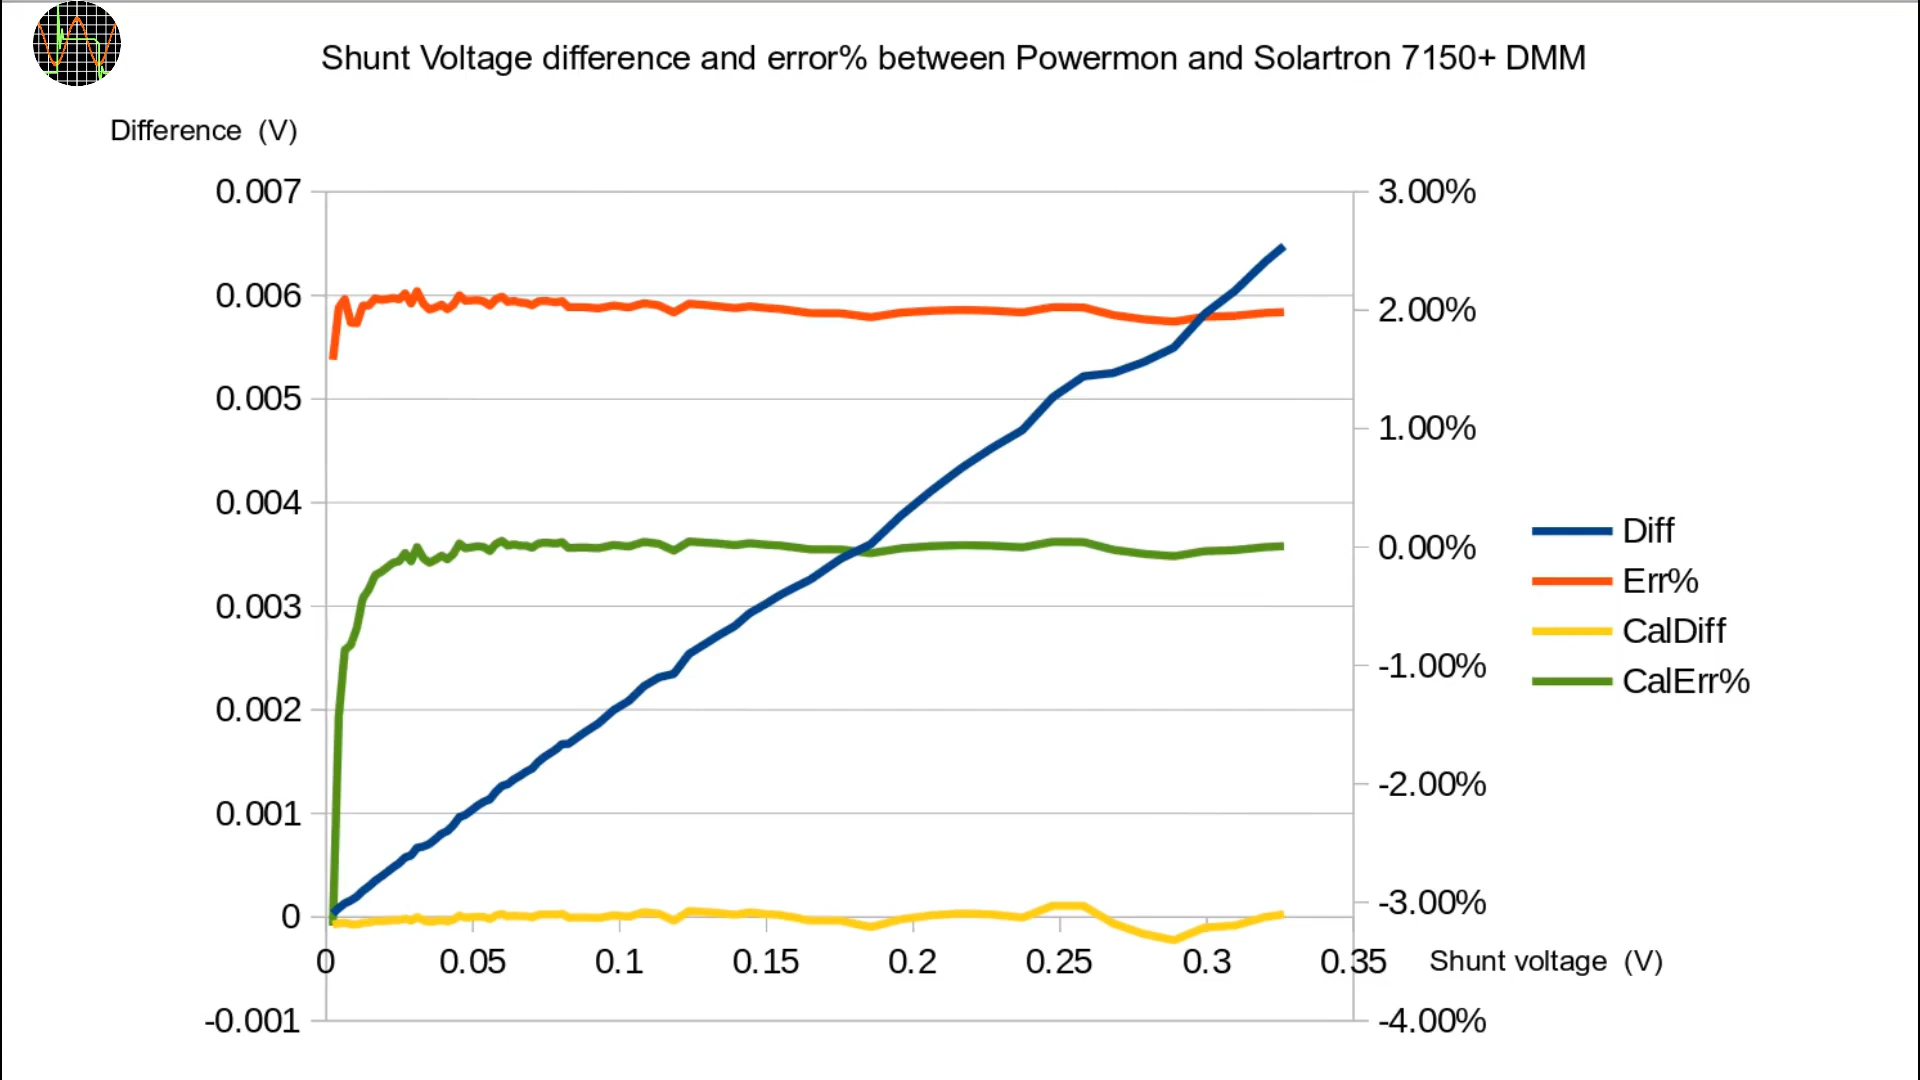 Shunt Voltage difference and error% between Powermon and Solartron 7150+ DMM
Difference (V)
0.007
0.006
0.005
0.004
0.003
0.002
0.001
0
-0.001
3.00%
2.00%
1.00%
0.00%
-1.00%
-2.00%
-3.00%
-4.00%
0 0.05 0.1 0.15 0.2 0.25 0.3 0.35
Shunt voltage (V)
Diff
Err%
CalDiff
CalErr%